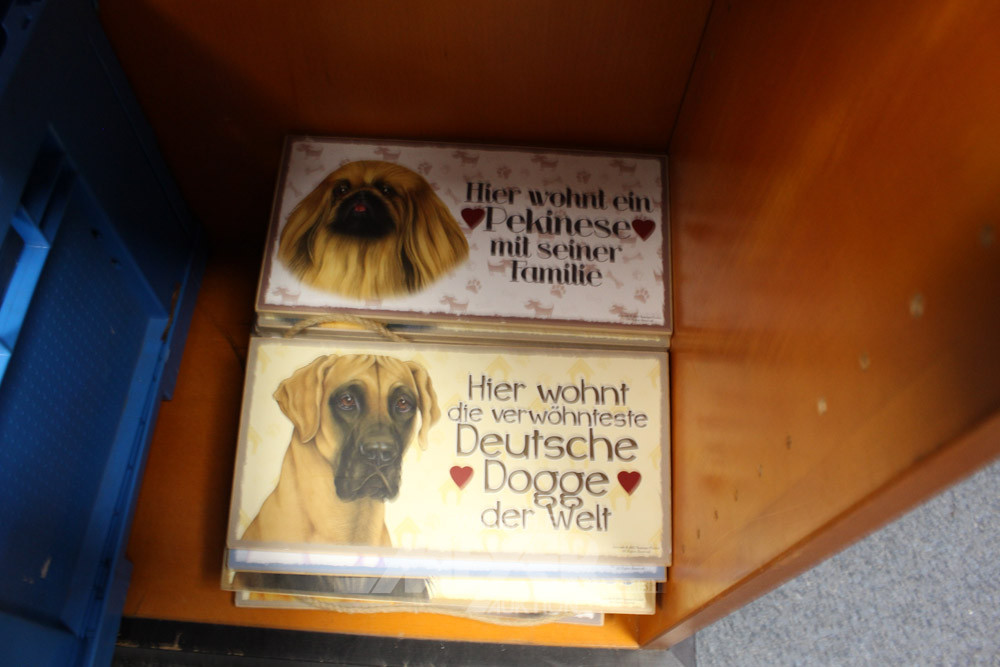 Hier wohnt ein
Pekinese
mit seiner
Familie
Hier wohnt
die verwöhnteste
Deutsche
Dogge
der Welt